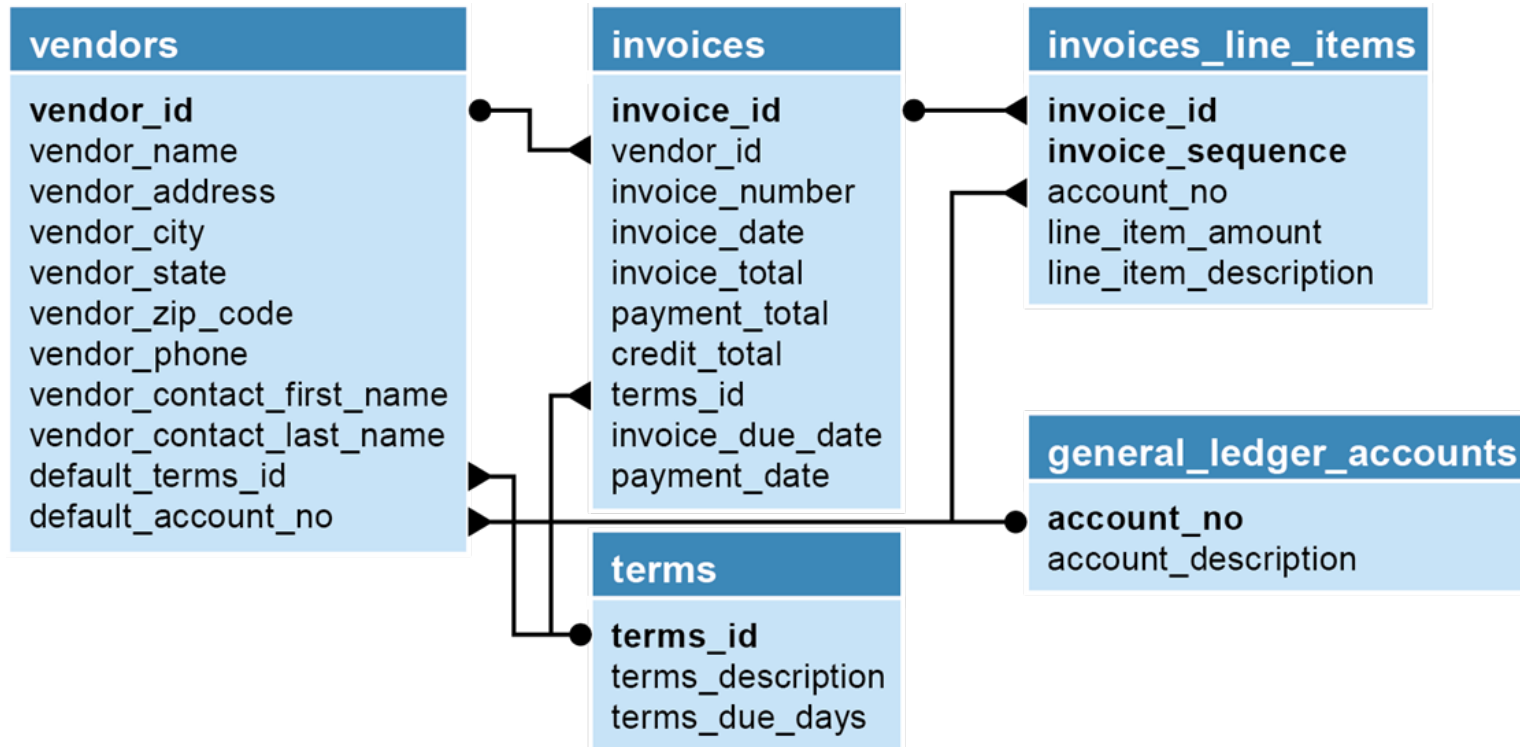 vendors
vendor_id
vendor_name
vendor_address
vendor_city
vendor_state
vendor_zip_code
vendor_phone
vendor_contact_first_name
vendor_contact_last_name
default_terms_id
default_account_no
invoices
invoice_id
vendor_id
invoice_number
invoice_date
invoice_total
payment_total
credit_total
terms_id
invoice_due_date
payment_date
terms
terms_id
terms_description
terms_due_days
invoices_line_items
invoice_id
invoice_sequence
account_no
line_item_amount
line_item_description
general_ledger_accounts
account_no
account_description